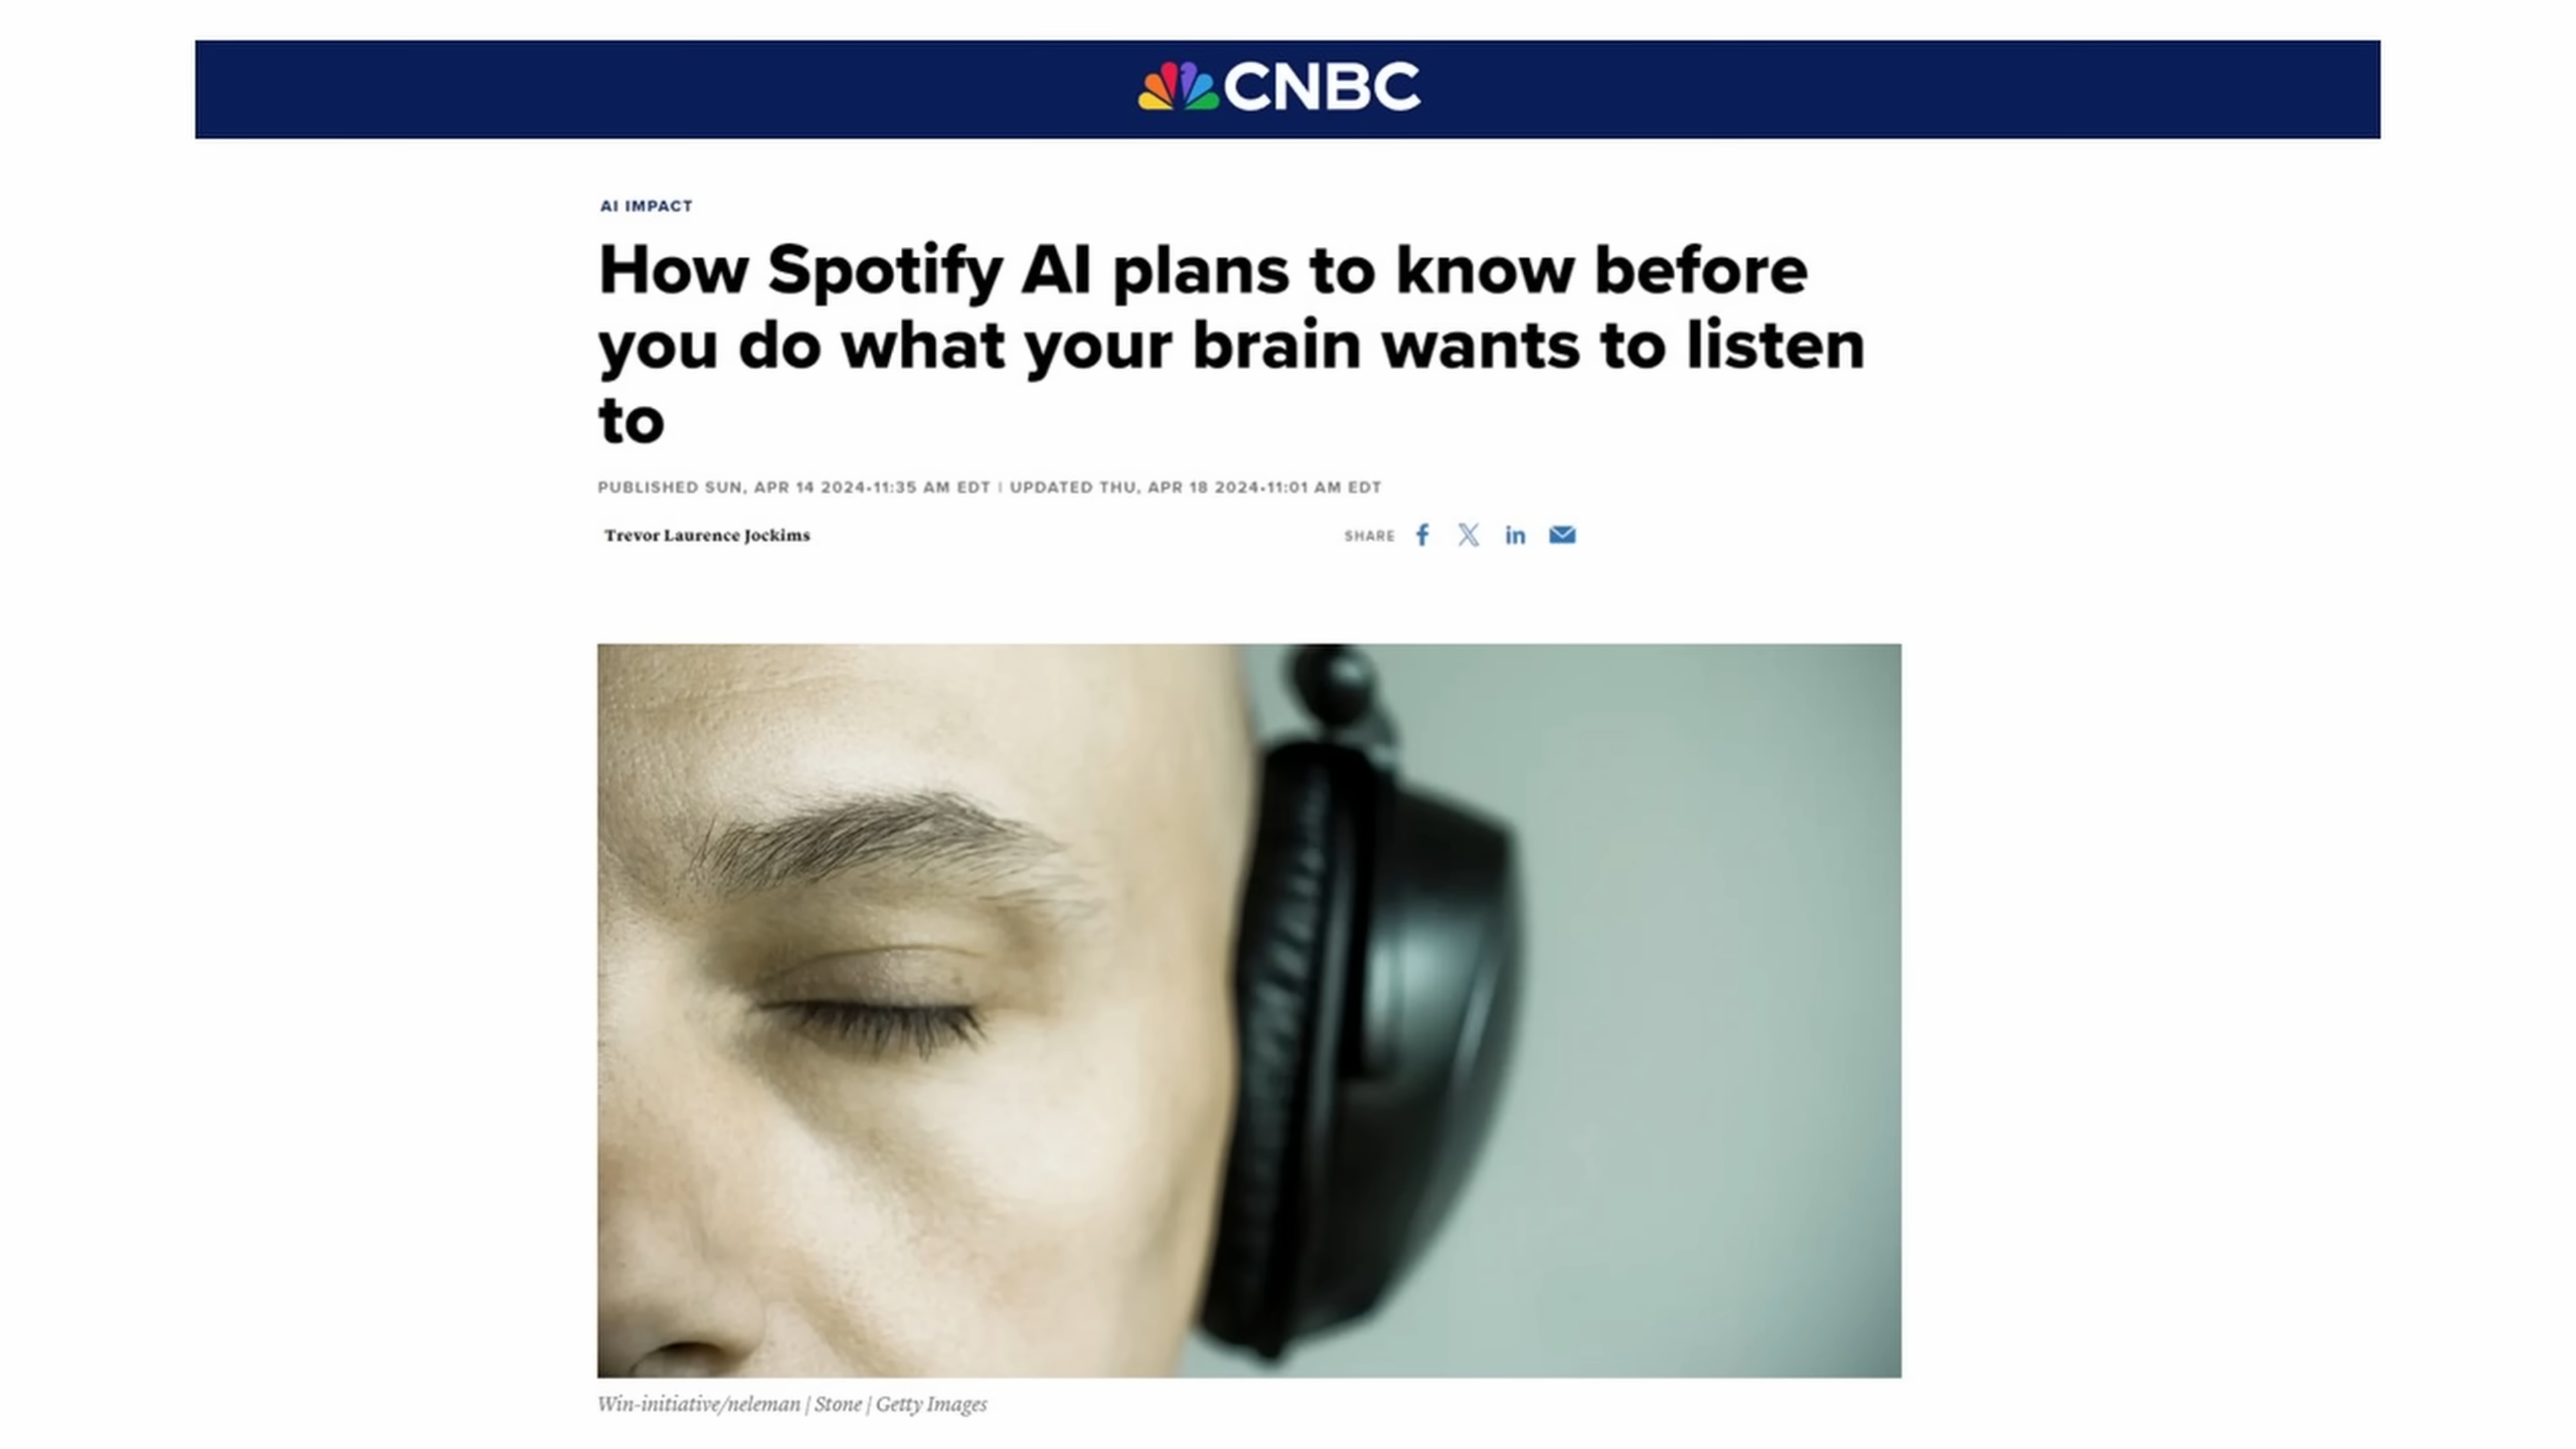 CNBC
AI IMPACT
How Spotify AI plans to know before
you do what your brain wants to listen
to
PUBLISHED SUN, APR 14 2024•11:35 AM EDT | UPDATED THU, APR 18 2024•11:01 AM EDT
Trevor Laurence Jockims
SHARE f X in
Win-initiative/neleman | Stone | Getty Images